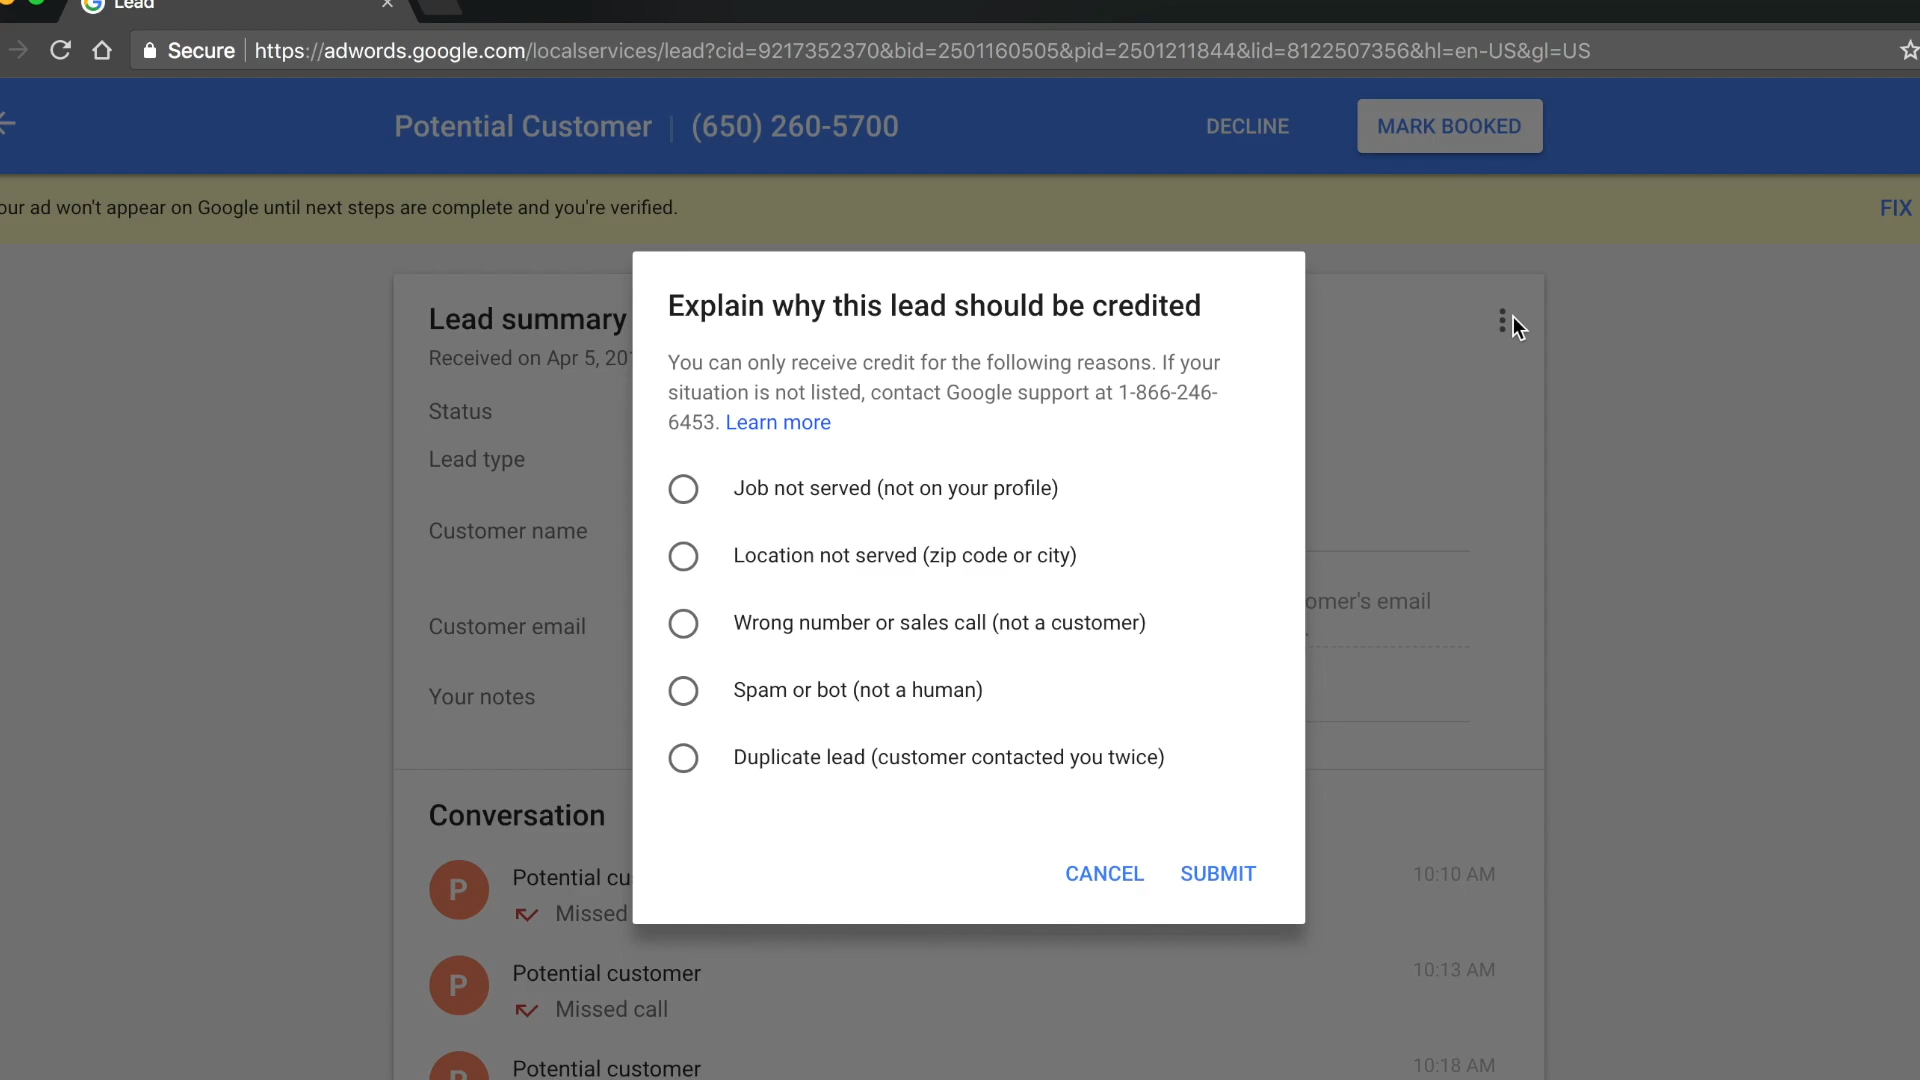 Lead
Secure https://adwords.google.com/localservices/lead?cid=9217352370&bid=2501160505&pid=2501211844&lid=8122507356&hl=en-US&gl=US
Potential Customer | (650) 260-5700
DECLINE
MARK BOOKED
our ad won't appear on Google until next steps are complete and you're verified.
FIX
Lead summary
Received on Apr 5, 20
Status
Lead type
Customer name
Customer email
omer's email
Your notes
Explain why this lead should be credited
You can only receive credit for the following reasons. If your
situation is not listed, contact Google support at 1-866-246-
6453. Learn more
Job not served (not on your profile)
Location not served (zip code or city)
Wrong number or sales call (not a customer)
Spam or bot (not a human)
Duplicate lead (customer contacted you twice)
CANCEL
SUBMIT
Conversation
P
Potential cu
10:10 AM
Missed
P
Potential customer
10:13 AM
Missed call
P
Potential customer
10:18 AM